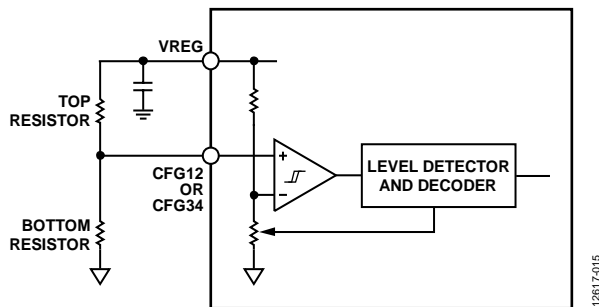 VREG
TOP
RESISTOR
CFG12
OR
CFG34
+
−
LEVEL DETECTOR
AND DECODER
BOTTOM
RESISTOR
12617-015